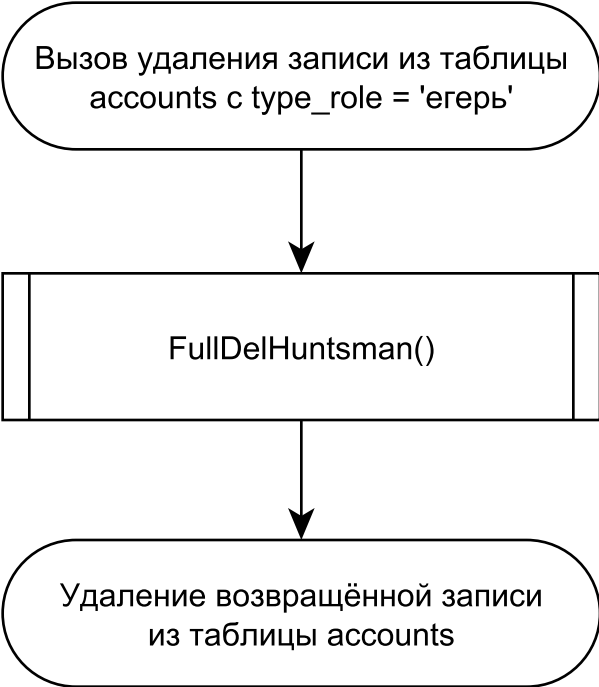 Вызов удаления записи из таблицы
accounts с type_role = 'егерь'
FullDelHuntsman()
Удаление возвращённой записи
из таблицы accounts